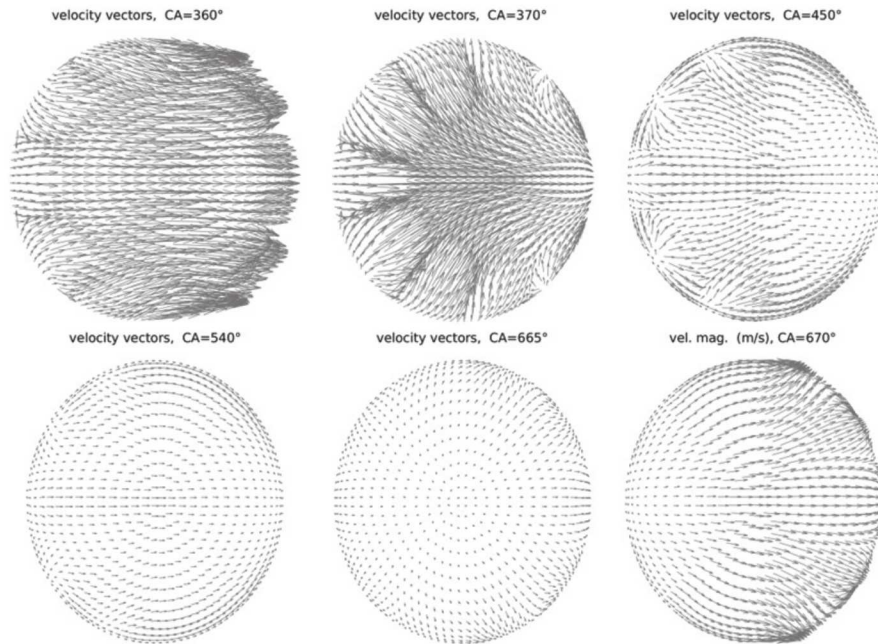 velocity vectors,  CA=360°
velocity vectors,  CA=370°
velocity vectors,  CA=450°
velocity vectors,  CA=540°
velocity vectors,  CA=665°
vel. mag.  (m/s), CA=670°